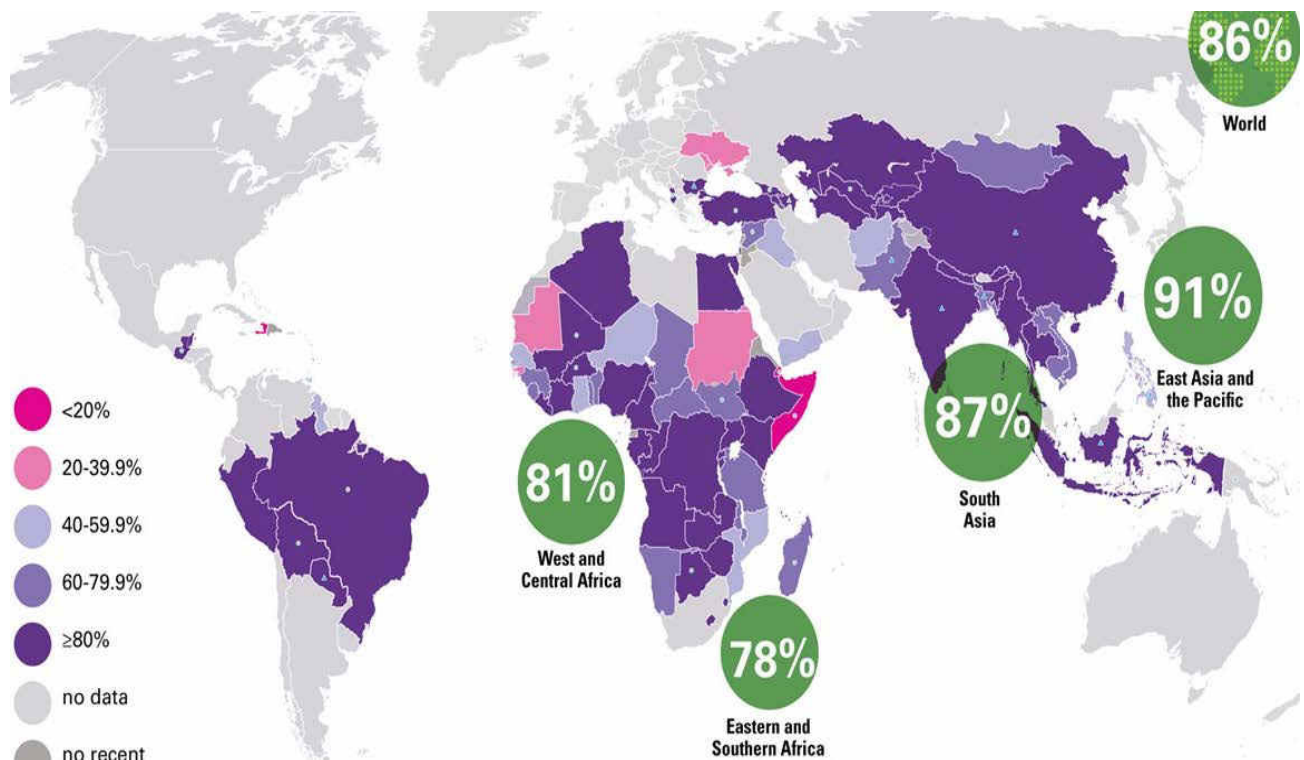 86%
World
91%
East Asia and
the Pacific
87%
South
Asia
81%
West and
Central Africa
78%
Eastern and
Southern Africa
<20%
20-39.9%
40-59.9%
60-79.9%
≥80%
no data
no recent